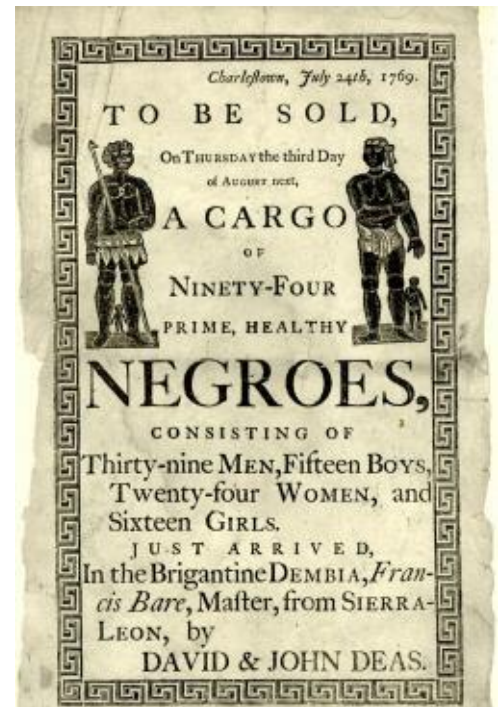 Charleſtown, July 24th, 1769.
TO BE SOLD,
On THURSDAY the third Day
of AUGUST next,
A CARGO
OF
NINETY-FOUR
PRIME, HEALTHY
NEGROES,
CONSISTING OF
Thirty-nine MEN, Fifteen BOYS,
Twenty-four WOMEN, and
Sixteen GIRLS.
JUST ARRIVED,
In the Brigantine DEMBIA, Fran-
cis Bare, Maſter, from SIERRA-
LEON, by
DAVID & JOHN DEAS.